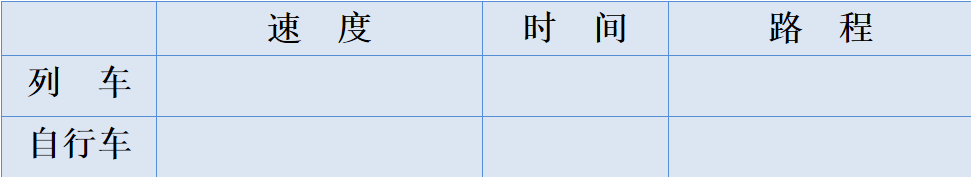 速 度 时 间 路 程
列 车
自行车